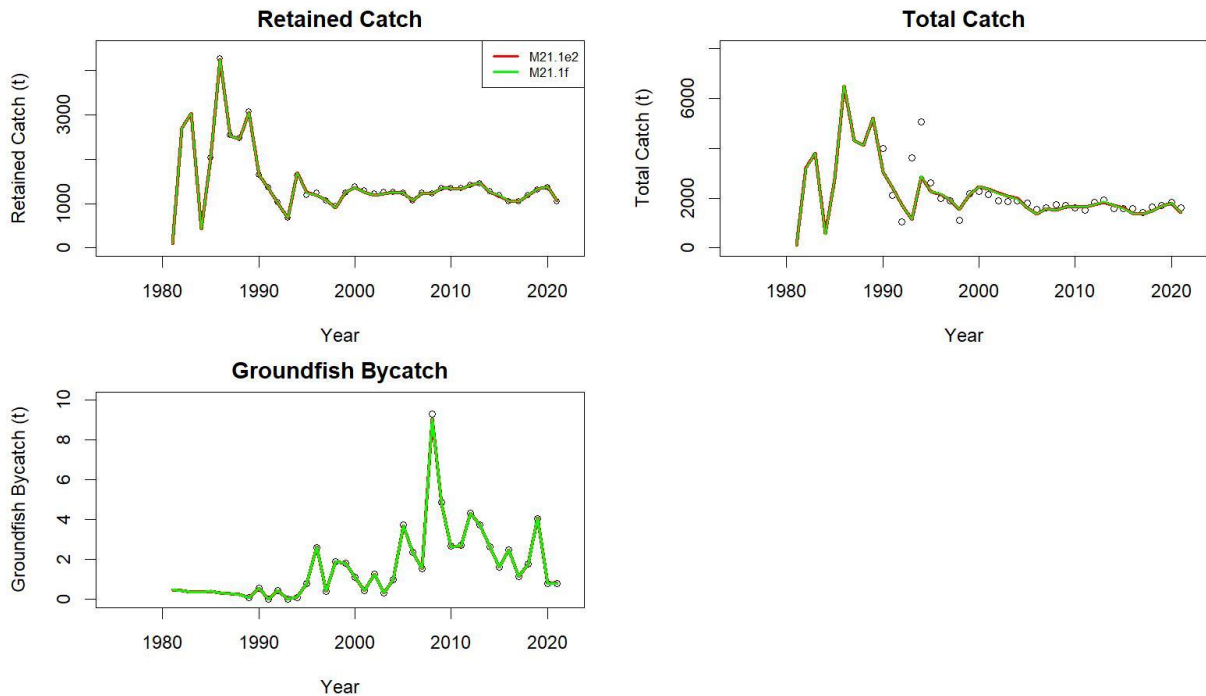 Retained Catch
M21.1e2
M21.1f
Retained Catch (t)
3000
1000
0
1980 1990 2000 2010 2020
Year
Total Catch
Total Catch (t)
6000
2000
0
1980 1990 2000 2010 2020
Year
Groundfish Bycatch
Groundfish Bycatch (t)
10
8
6
4
2
0
1980 1990 2000 2010 2020
Year